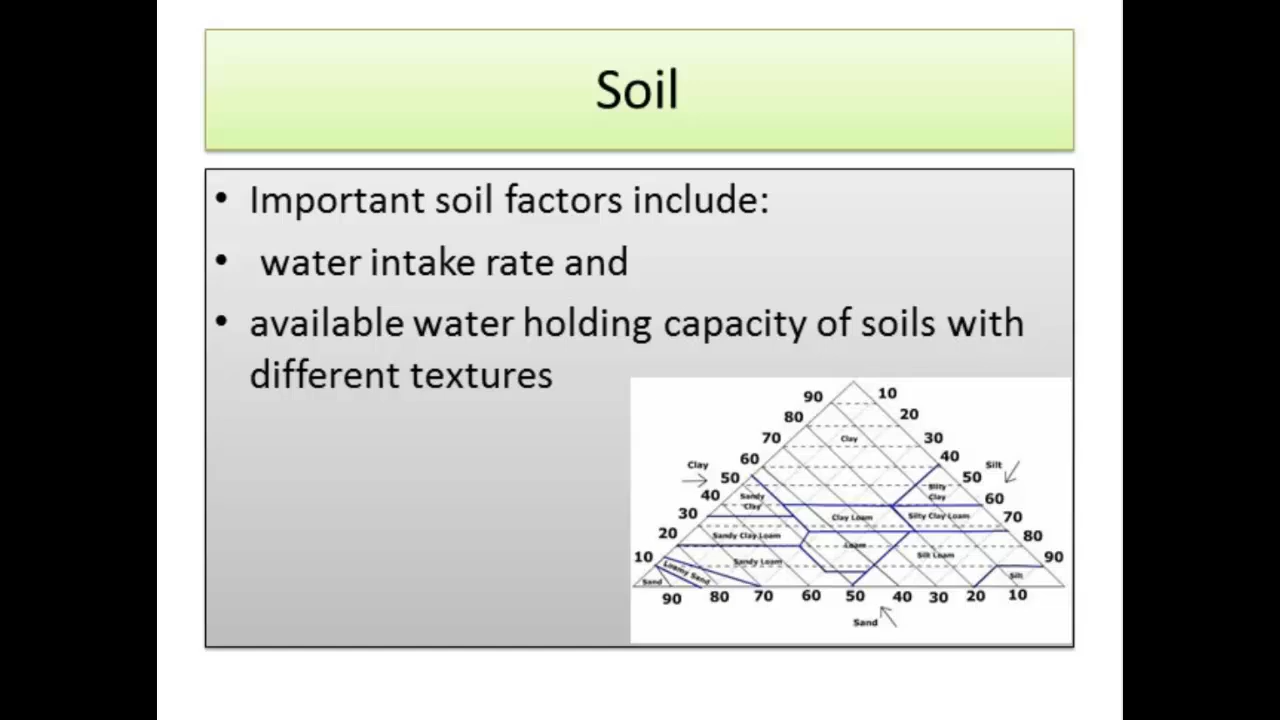 Soil
• Important soil factors include:
• water intake rate and
• available water holding capacity of soils with
different textures
90 10
80 20
70 30
Clay
60 40
Clay Silt
50 50
40 60
Sandy Clay
Silty Clay
30 70
Clay Loam Silty Clay Loam
20 80
Sandy Clay Loam
Loam
10 90
Sandy Loam Silt Loam
Loamy Sand
Sand Silt
90 80 70 60 50 40 30 20 10
Sand